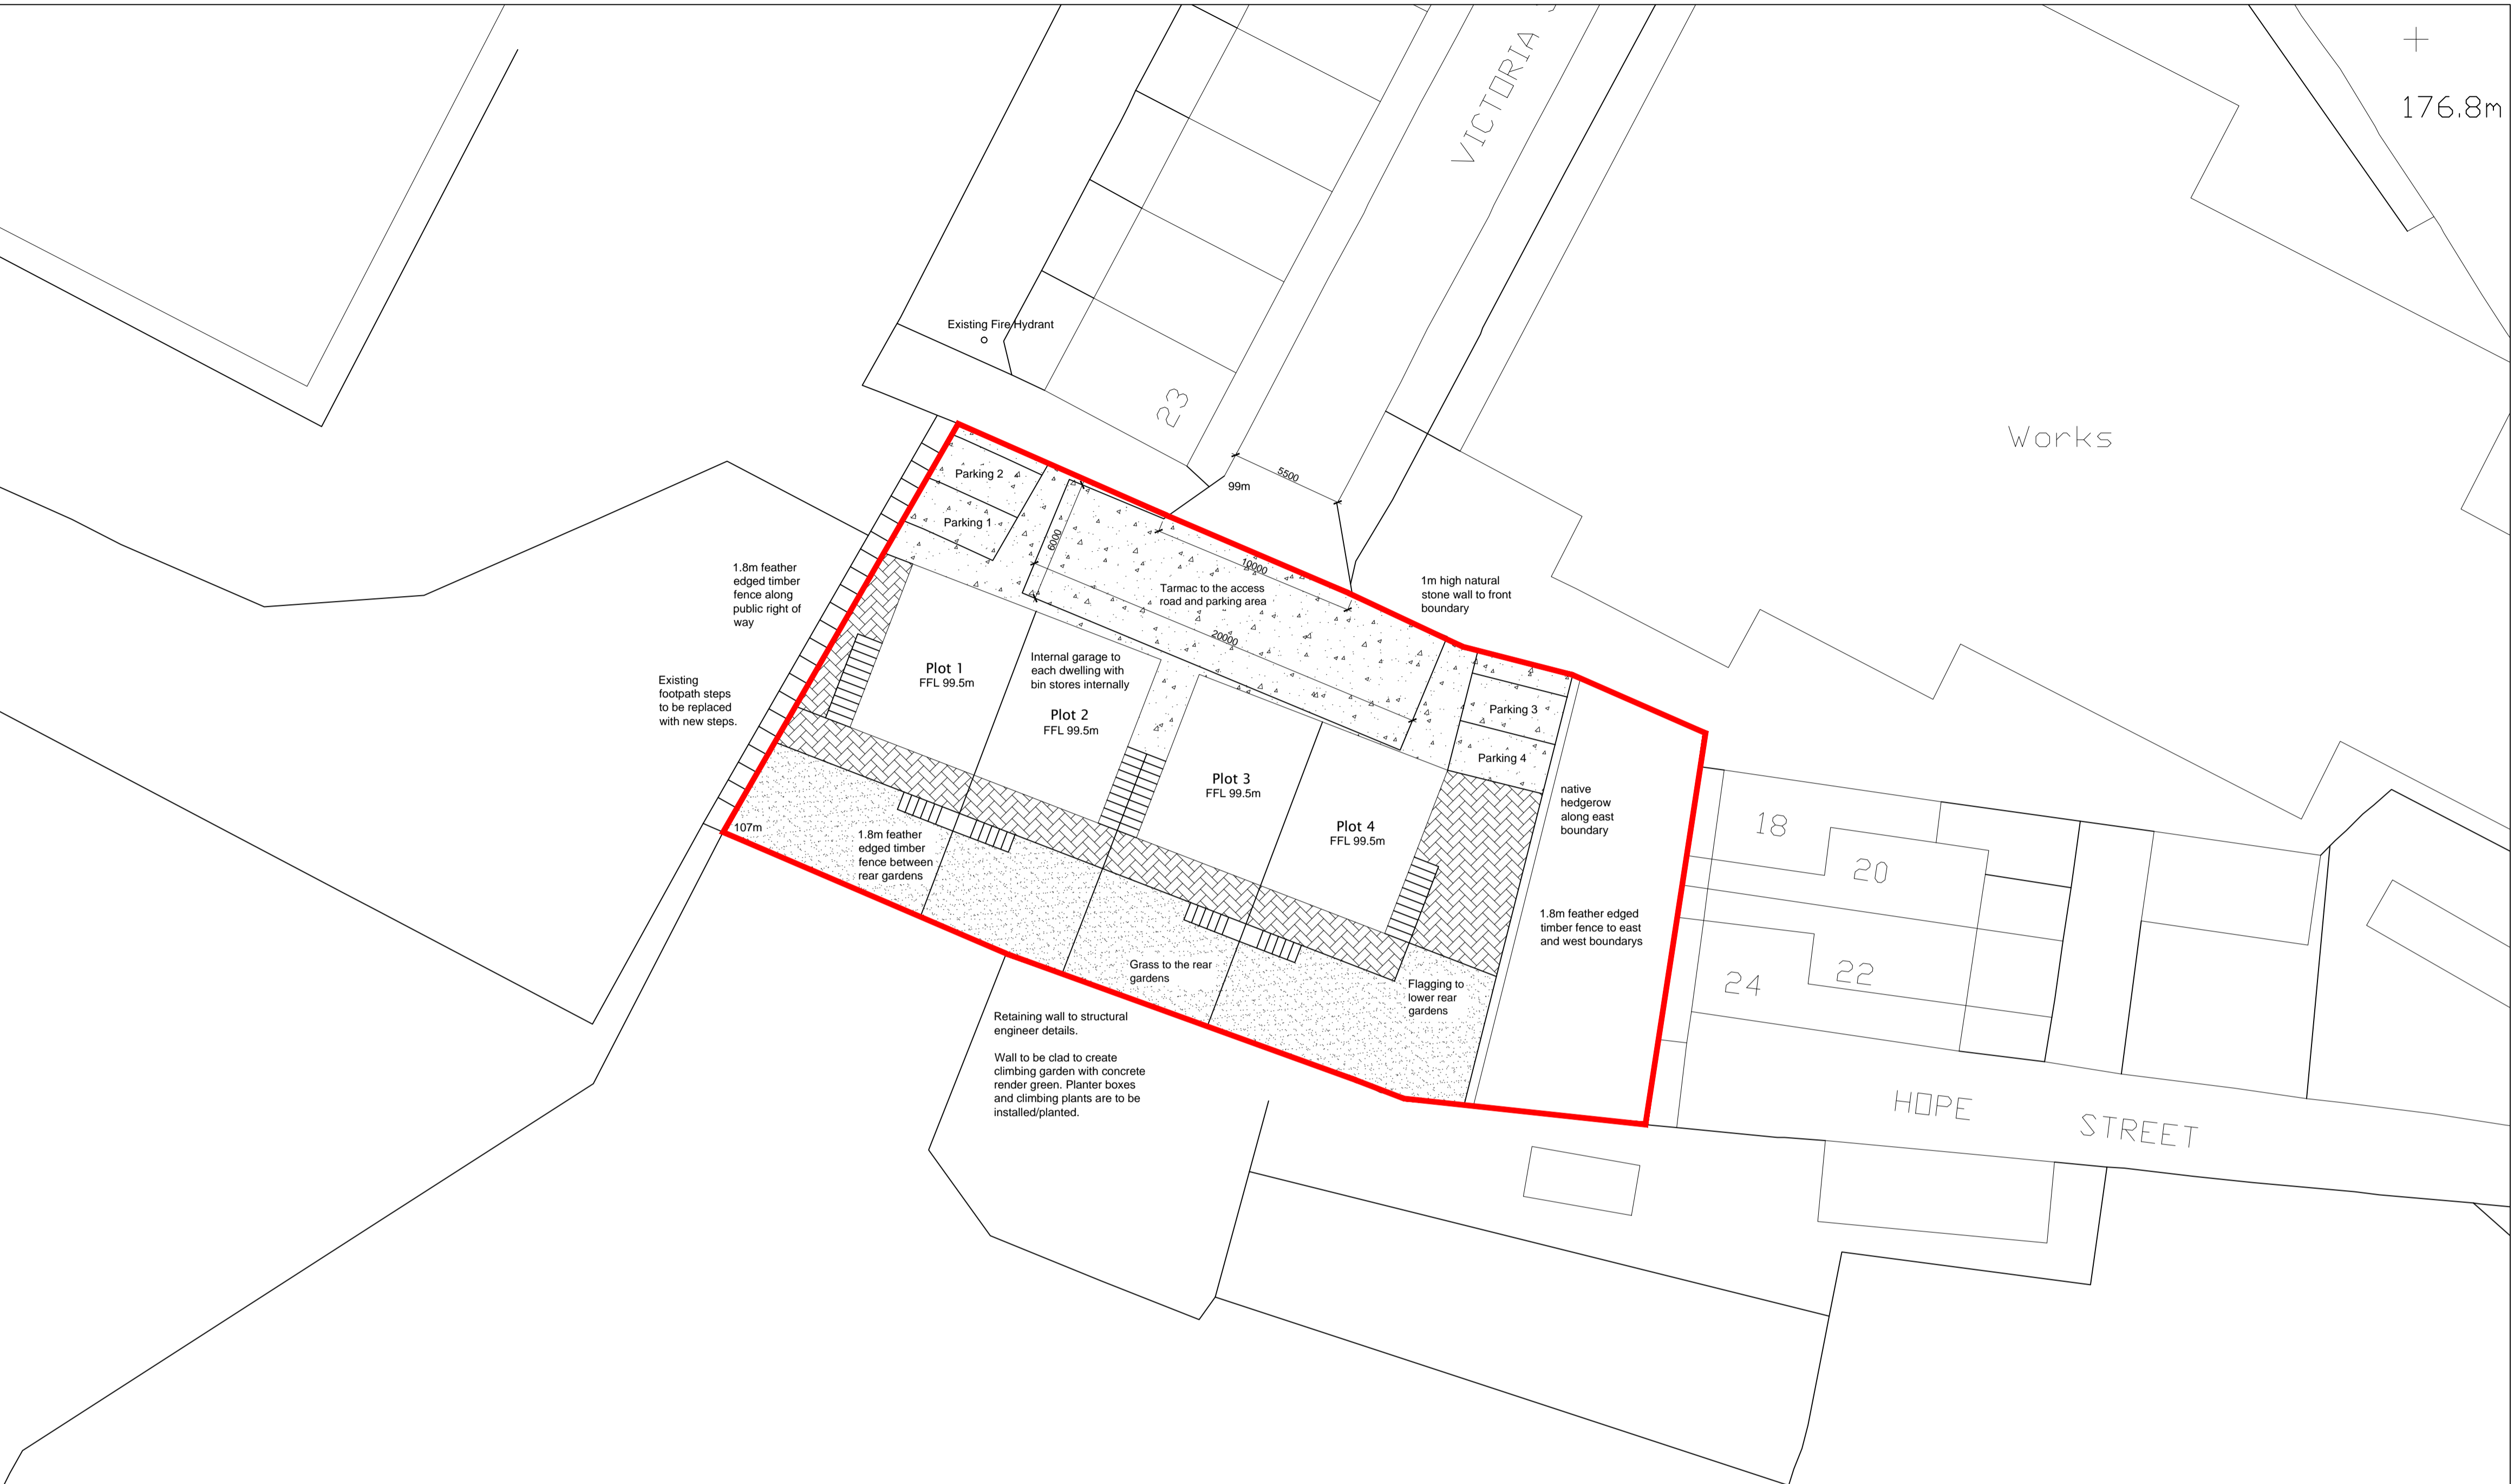 VICTORIA
176.8m
Existing Fire Hydrant
23
Works
Parking 2
5500
99m
Parking 1
6000
10000
1.8m feather
edged timber
fence along
public right of
way
Tarmac to the access
road and parking area
1m high natural
stone wall to front
boundary
20000
Internal garage to
each dwelling with
bin stores internally
Plot 1
FFL 99.5m
Existing
footpath steps
to be replaced
with new steps.
Plot 2
FFL 99.5m
Parking 3
Parking 4
Plot 3
FFL 99.5m
native
hedgerow
along east
boundary
Plot 4
FFL 99.5m
107m
1.8m feather
edged timber
fence between
rear gardens
18
20
1.8m feather edged
timber fence to east
and west boundarys
Grass to the rear
gardens
Flagging to
lower rear
gardens
24
22
Retaining wall to structural
engineer details.
Wall to be clad to create
climbing garden with concrete
render green. Planter boxes
and climbing plants are to be
installed/planted.
HOPE STREET